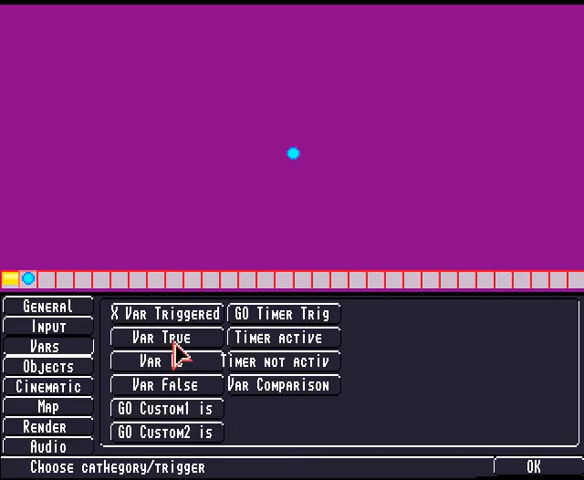 General
Input
Vars
Objects
Cinematic
Map
Render
Audio
X Var Triggered
Var True
Var
Var False
GO Custom1 is
GO Custom2 is
GO Timer Trig
Timer active
Timer not activ
Var Comparison
Choose cathegory/trigger
OK